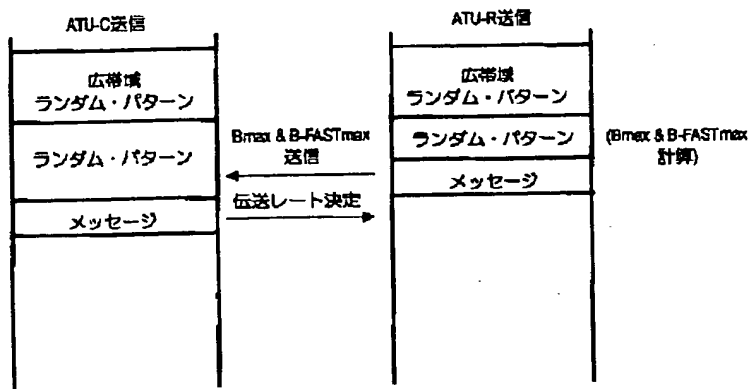 ATU-C送信
ATU-R送信
広帯域
ランダム・パターン
広帯域
ランダム・パターン
ランダム・パターン
Bmax & B-FASTmax
送信
ランダム・パターン
(Bmax & B-FASTmax
計算)
メッセージ
メッセージ
伝送レート決定